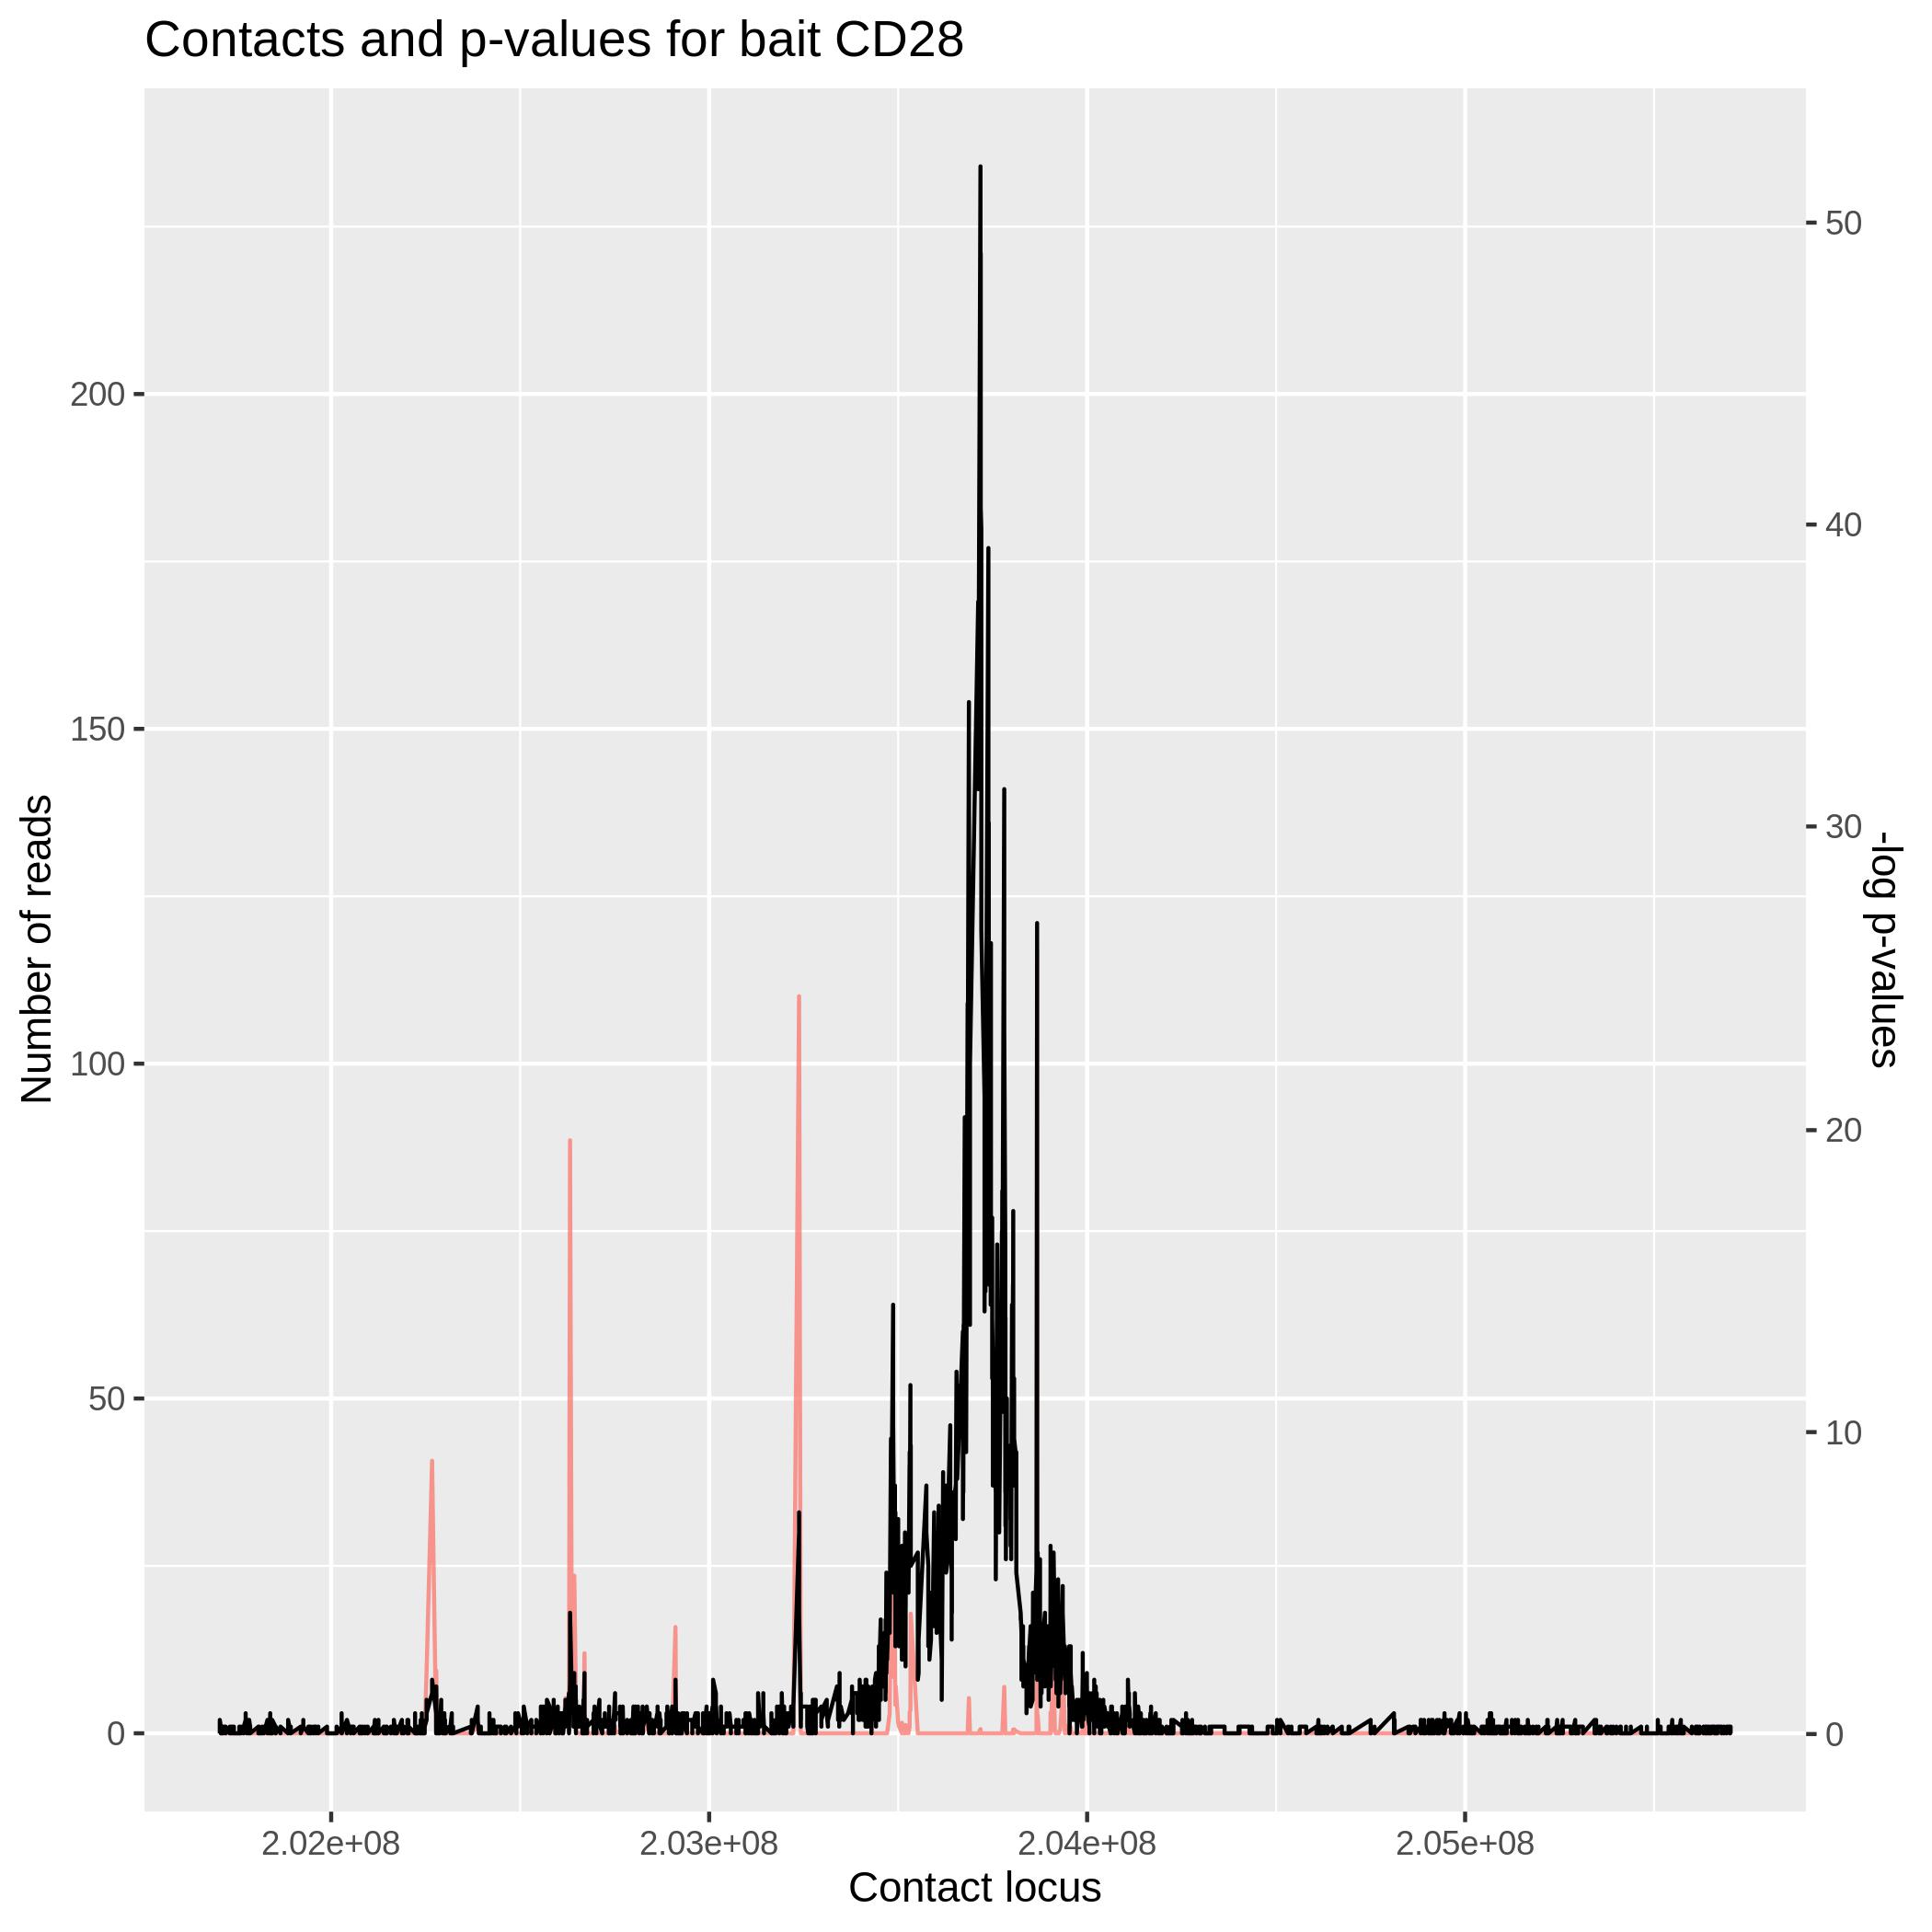 Contacts and p-values for bait CD28
Number of reads
200
150
100
50
0
50
40
30
20
10
0
-log p-values
2.02e+08 2.03e+08 2.04e+08 2.05e+08
Contact locus